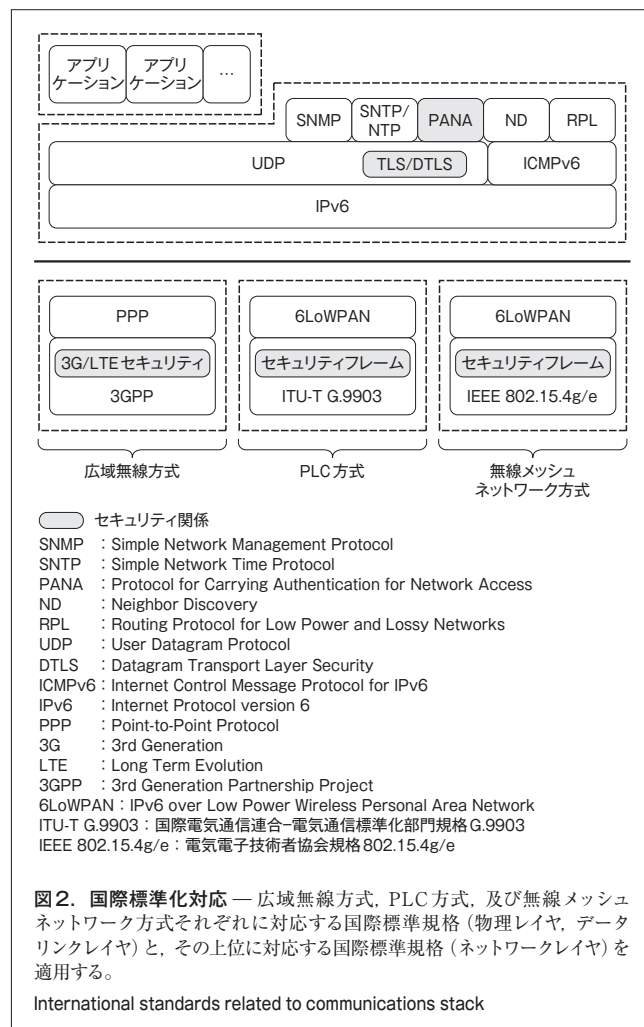 アプリ
ケーション
アプリ
ケーション
…
SNMP
SNTP/
NTP
PANA
ND
RPL
UDP
TLS/DTLS
ICMPv6
IPv6
PPP
3G/LTEセキュリティ
3GPP
広域無線方式
6LoWPAN
セキュリティフレーム
ITU-T G.9903
PLC方式
6LoWPAN
セキュリティフレーム
IEEE 802.15.4g/e
無線メッシュ
ネットワーク方式
セキュリティ関係
SNMP：Simple Network Management Protocol
SNTP：Simple Network Time Protocol
PANA：Protocol for Carrying Authentication for Network Access
ND：Neighbor Discovery
RPL：Routing Protocol for Low Power and Lossy Networks
UDP：User Datagram Protocol
DTLS：Datagram Transport Layer Security
ICMPv6：Internet Control Message Protocol for IPv6
IPv6：Internet Protocol version 6
PPP：Point-to-Point Protocol
3G：3rd Generation
LTE：Long Term Evolution
3GPP：3rd Generation Partnership Project
6LoWPAN：IPv6 over Low Power Wireless Personal Area Network
ITU-T G.9903：国際電気通信連合−電気通信標準化部門規格G.9903
IEEE 802.15.4g/e：電気電子技術者協会規格802.15.4g/e
図2．国際標準化対応 — 広域無線方式，PLC方式，及び無線メッシュ
ネットワーク方式それぞれに対応する国際標準規格（物理レイヤ，データ
リンクレイヤ）と，その上位に対応する国際標準規格（ネットワークレイヤ）を
適用する。
International standards related to communications stack